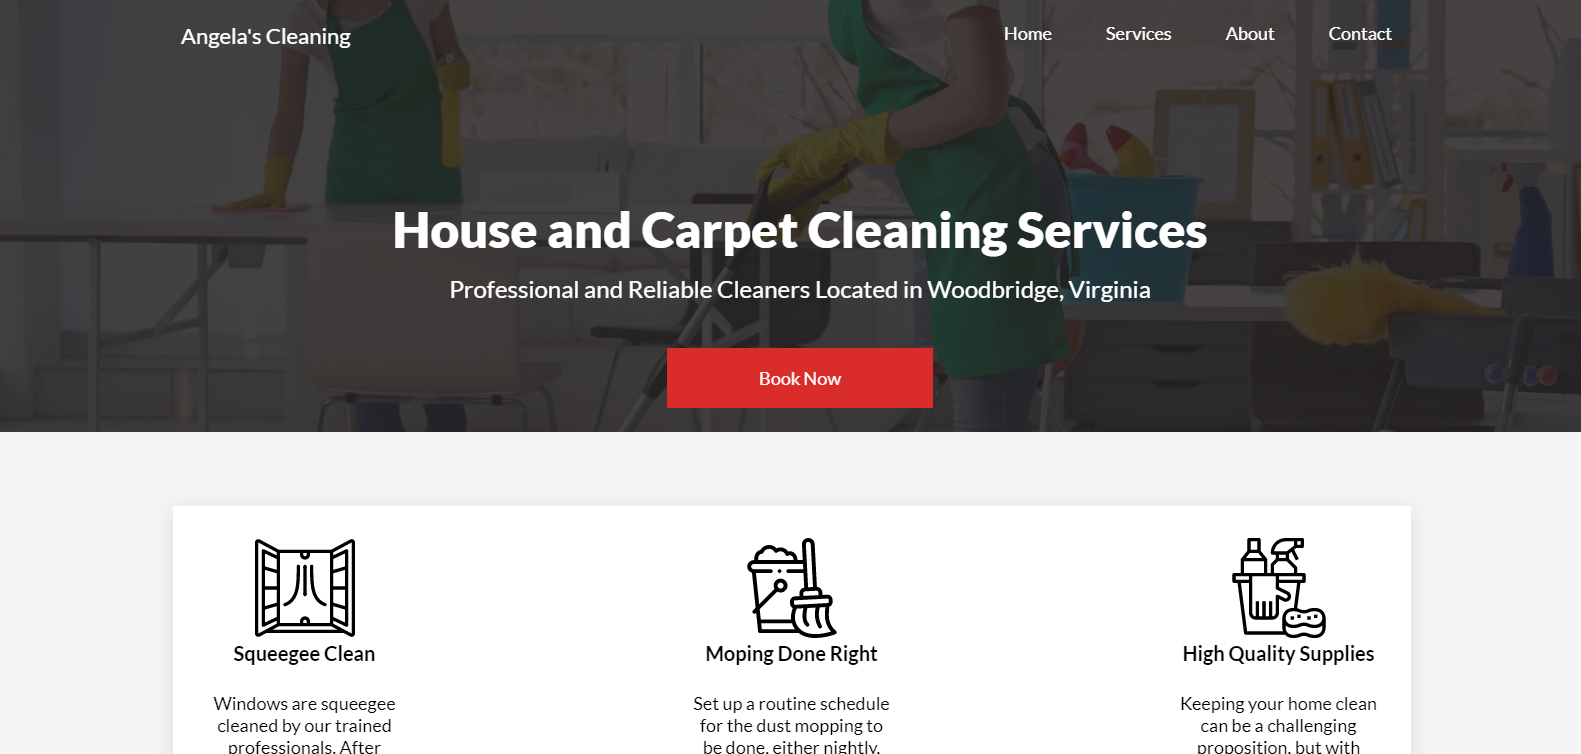 Angela's Cleaning
Home Services About Contact
House and Carpet Cleaning Services
Professional and Reliable Cleaners Located in Woodbridge, Virginia
Book Now
Squeegee Clean
Windows are squeegee
cleaned by our trained
professionals. After
Moping Done Right
Set up a routine schedule
for the dust mopping to
be done, either nightly,
High Quality Supplies
Keeping your home clean
can be a challenging
proposition, but with